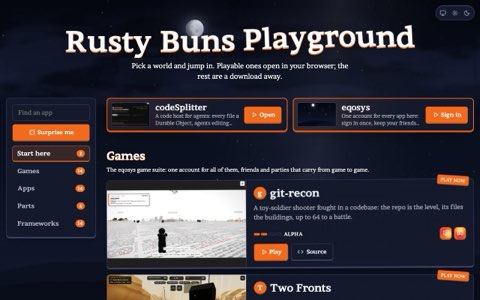 Rusty Buns Playground
Pick a world and jump in. Playable ones open in your browser; the
rest are a download away.
Find an app
Surprise me
Start here
Games
Apps
Parts
Frameworks
codeSplitter
A code host for agents: every file a
Durable Object, agents editing...
Open
eqosys
One account for every app here:
sign in once, keep your friends...
Sign in
Games
The eqosys game suite: one account for all of them, friends and parties that carry from game to game.
PLAY NOW
g git-recon
A toy-soldier shooter fought in a codebase: the repo is the level, its files
the buildings, up to 64 to a battle.
ALPHA
Play
Source
PLAY NOW
T Two Fronts